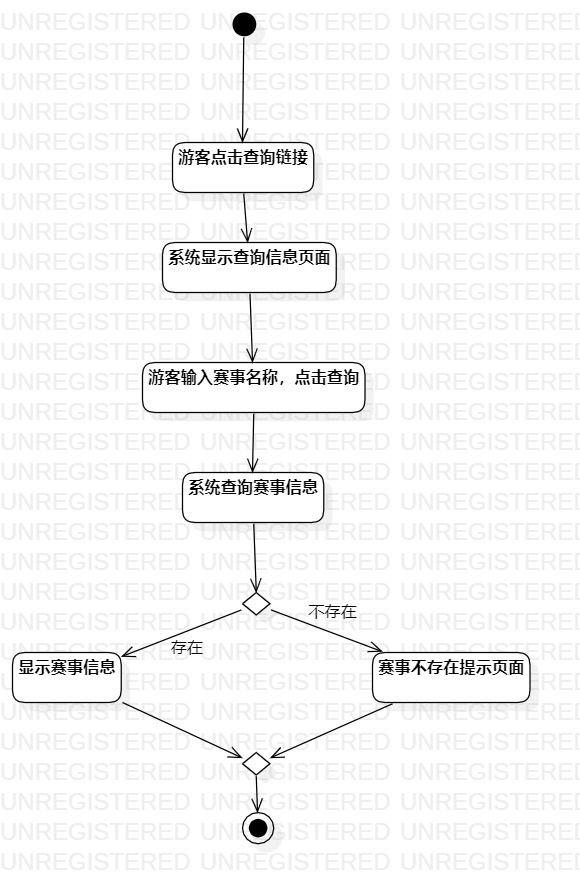 UNREGISTERED UNREGISTERED UNREGISTERED
游客点击查询链接
系统显示查询信息页面
游客输入赛事名称，点击查询
系统查询赛事信息
不存在
存在
显示赛事信息
赛事不存在提示页面